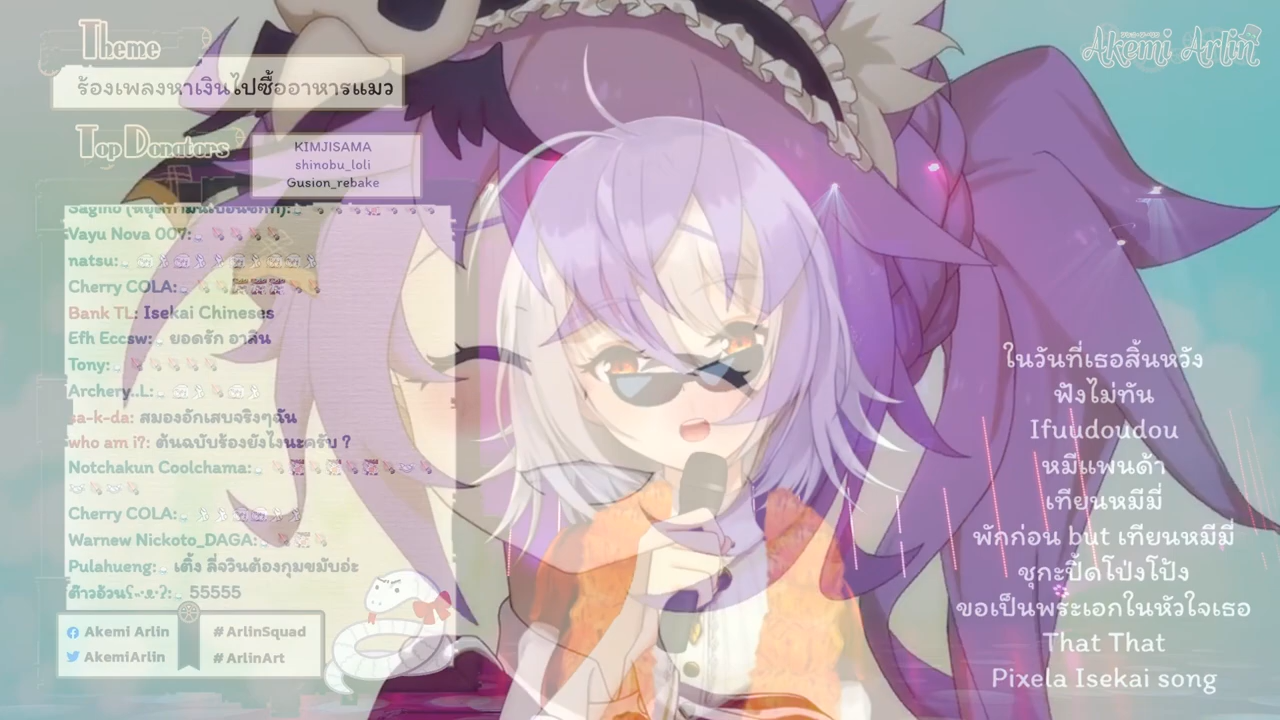 Theme
ร้องเพลงหาเงินไปซื้ออาหารแมว
Top Donators
KIMJISAMA
shinobu_loli
Gusion_rebake
Vayu Nova 007:
natsu:
Cherry COLA:
Bank TL: Isekai Chineses
Efh Eccsw: ยอดรัก อาลิน
Tony:
Archery..L:
sa-k-da: สมองอักเสบจริงๆฉัน
who am i?: ต้นฉบับร้องยังไงนะครับ ?
Notchakun Coolchama:
Cherry COLA:
Warnew Nickoto_DAGA:
Pulahueng: เติ้ง ลี่จวินต้องกุมขมับอ่ะ
55555
Akemi Arlin
AkemiArlin
#ArlinSquad
#ArlinArt
Akemi Arlin
ในวันที่เธอสิ้นหวัง
ฟังไม่ทัน
Ifuudoudou
หมีแพนด้า
เทียนหมีมี่
พักก่อน but เทียนหมีมี่
ชุกะปี้ดโป่งโป้ง
ขอเป็นพระเอกในหัวใจเธอ
That That
Pixela Isekai song